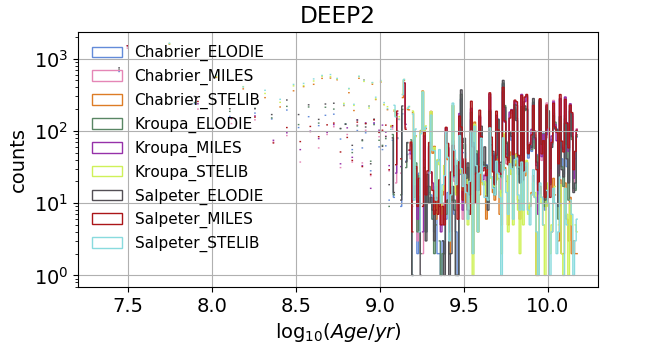 DEEP2
10³
10²
10¹
10⁰
counts
Chabrier_ELODIE
Chabrier_MILES
Chabrier_STELIB
Kroupa_ELODIE
Kroupa_MILES
Kroupa_STELIB
Salpeter_ELODIE
Salpeter_MILES
Salpeter_STELIB
7.5 8.0 8.5 9.0 9.5 10.0
log₁₀(Age/yr)